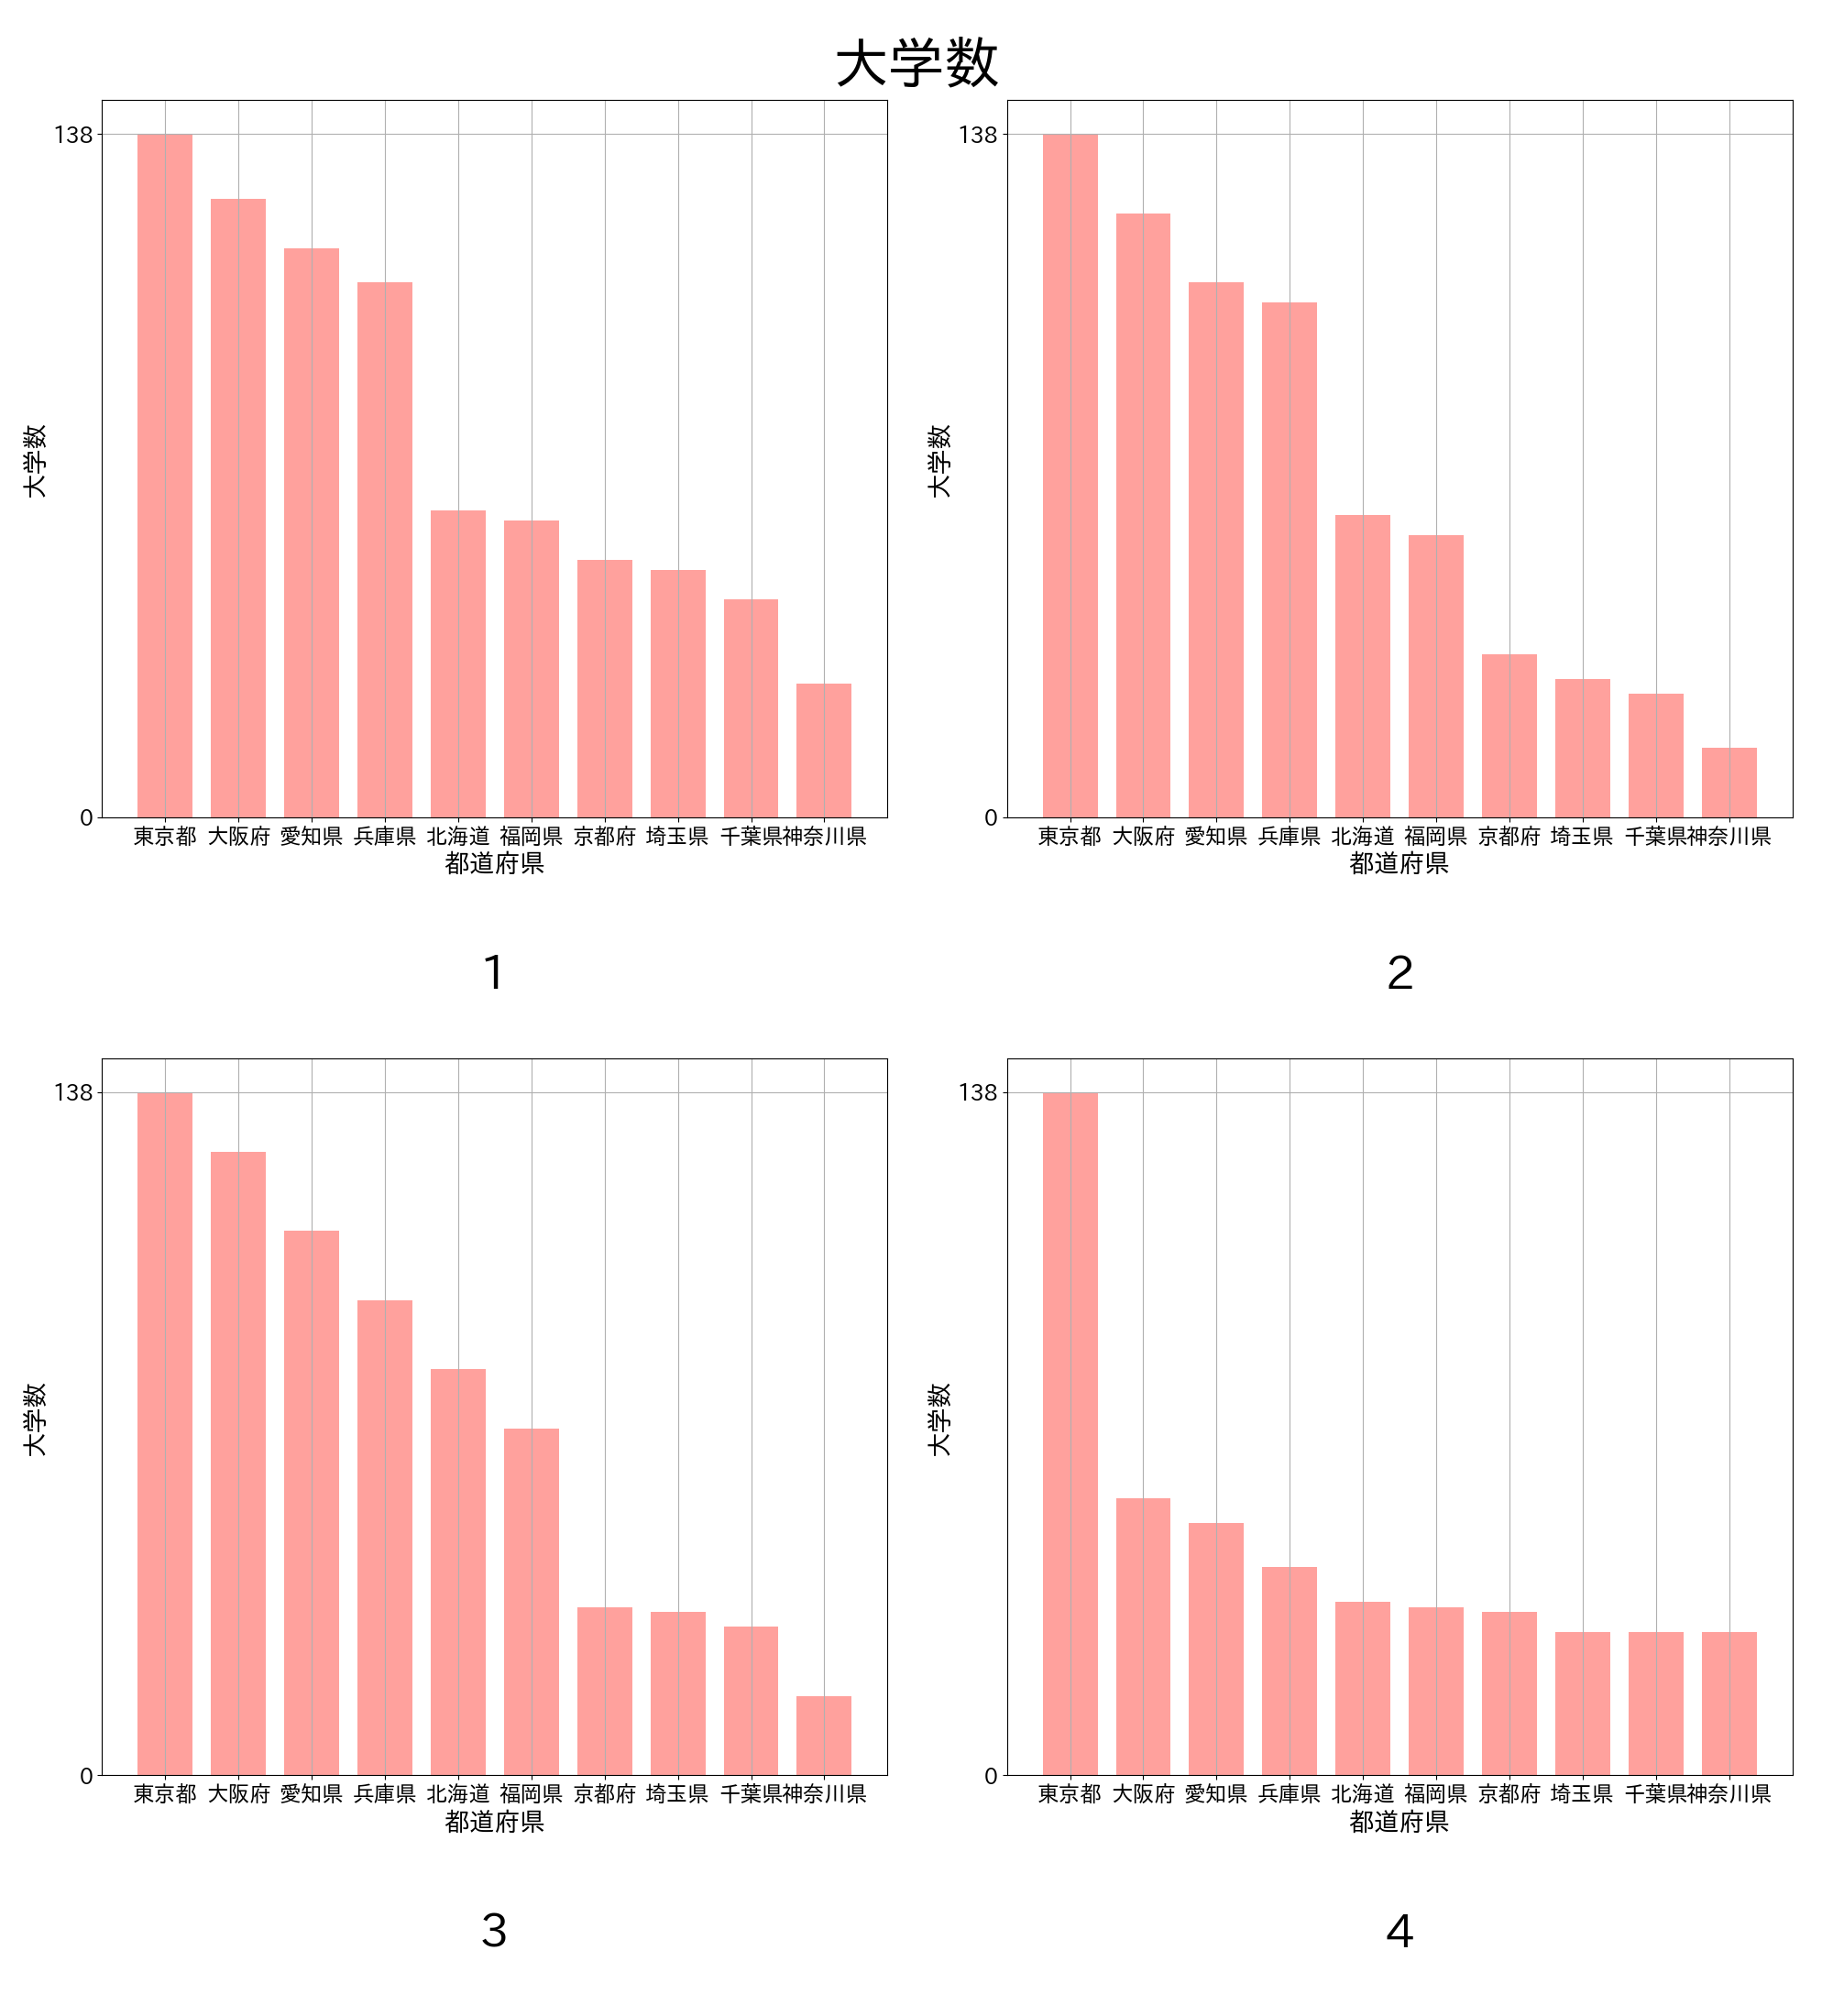 大学数
138
0
大学数
東京都 大阪府 愛知県 兵庫県 北海道 福岡県 京都府 埼玉県 千葉県 神奈川県
都道府県
1
138
0
大学数
東京都 大阪府 愛知県 兵庫県 北海道 福岡県 京都府 埼玉県 千葉県 神奈川県
都道府県
2
138
0
大学数
東京都 大阪府 愛知県 兵庫県 北海道 福岡県 京都府 埼玉県 千葉県 神奈川県
都道府県
3
138
0
大学数
東京都 大阪府 愛知県 兵庫県 北海道 福岡県 京都府 埼玉県 千葉県 神奈川県
都道府県
4